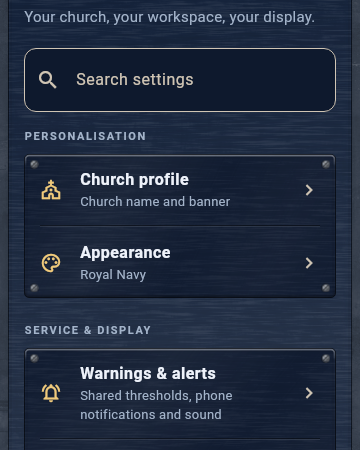 Your church, your workspace, your display.
Search settings
PERSONALISATION
Church profile
Church name and banner
Appearance
Royal Navy
SERVICE & DISPLAY
Warnings & alerts
Shared thresholds, phone
notifications and sound